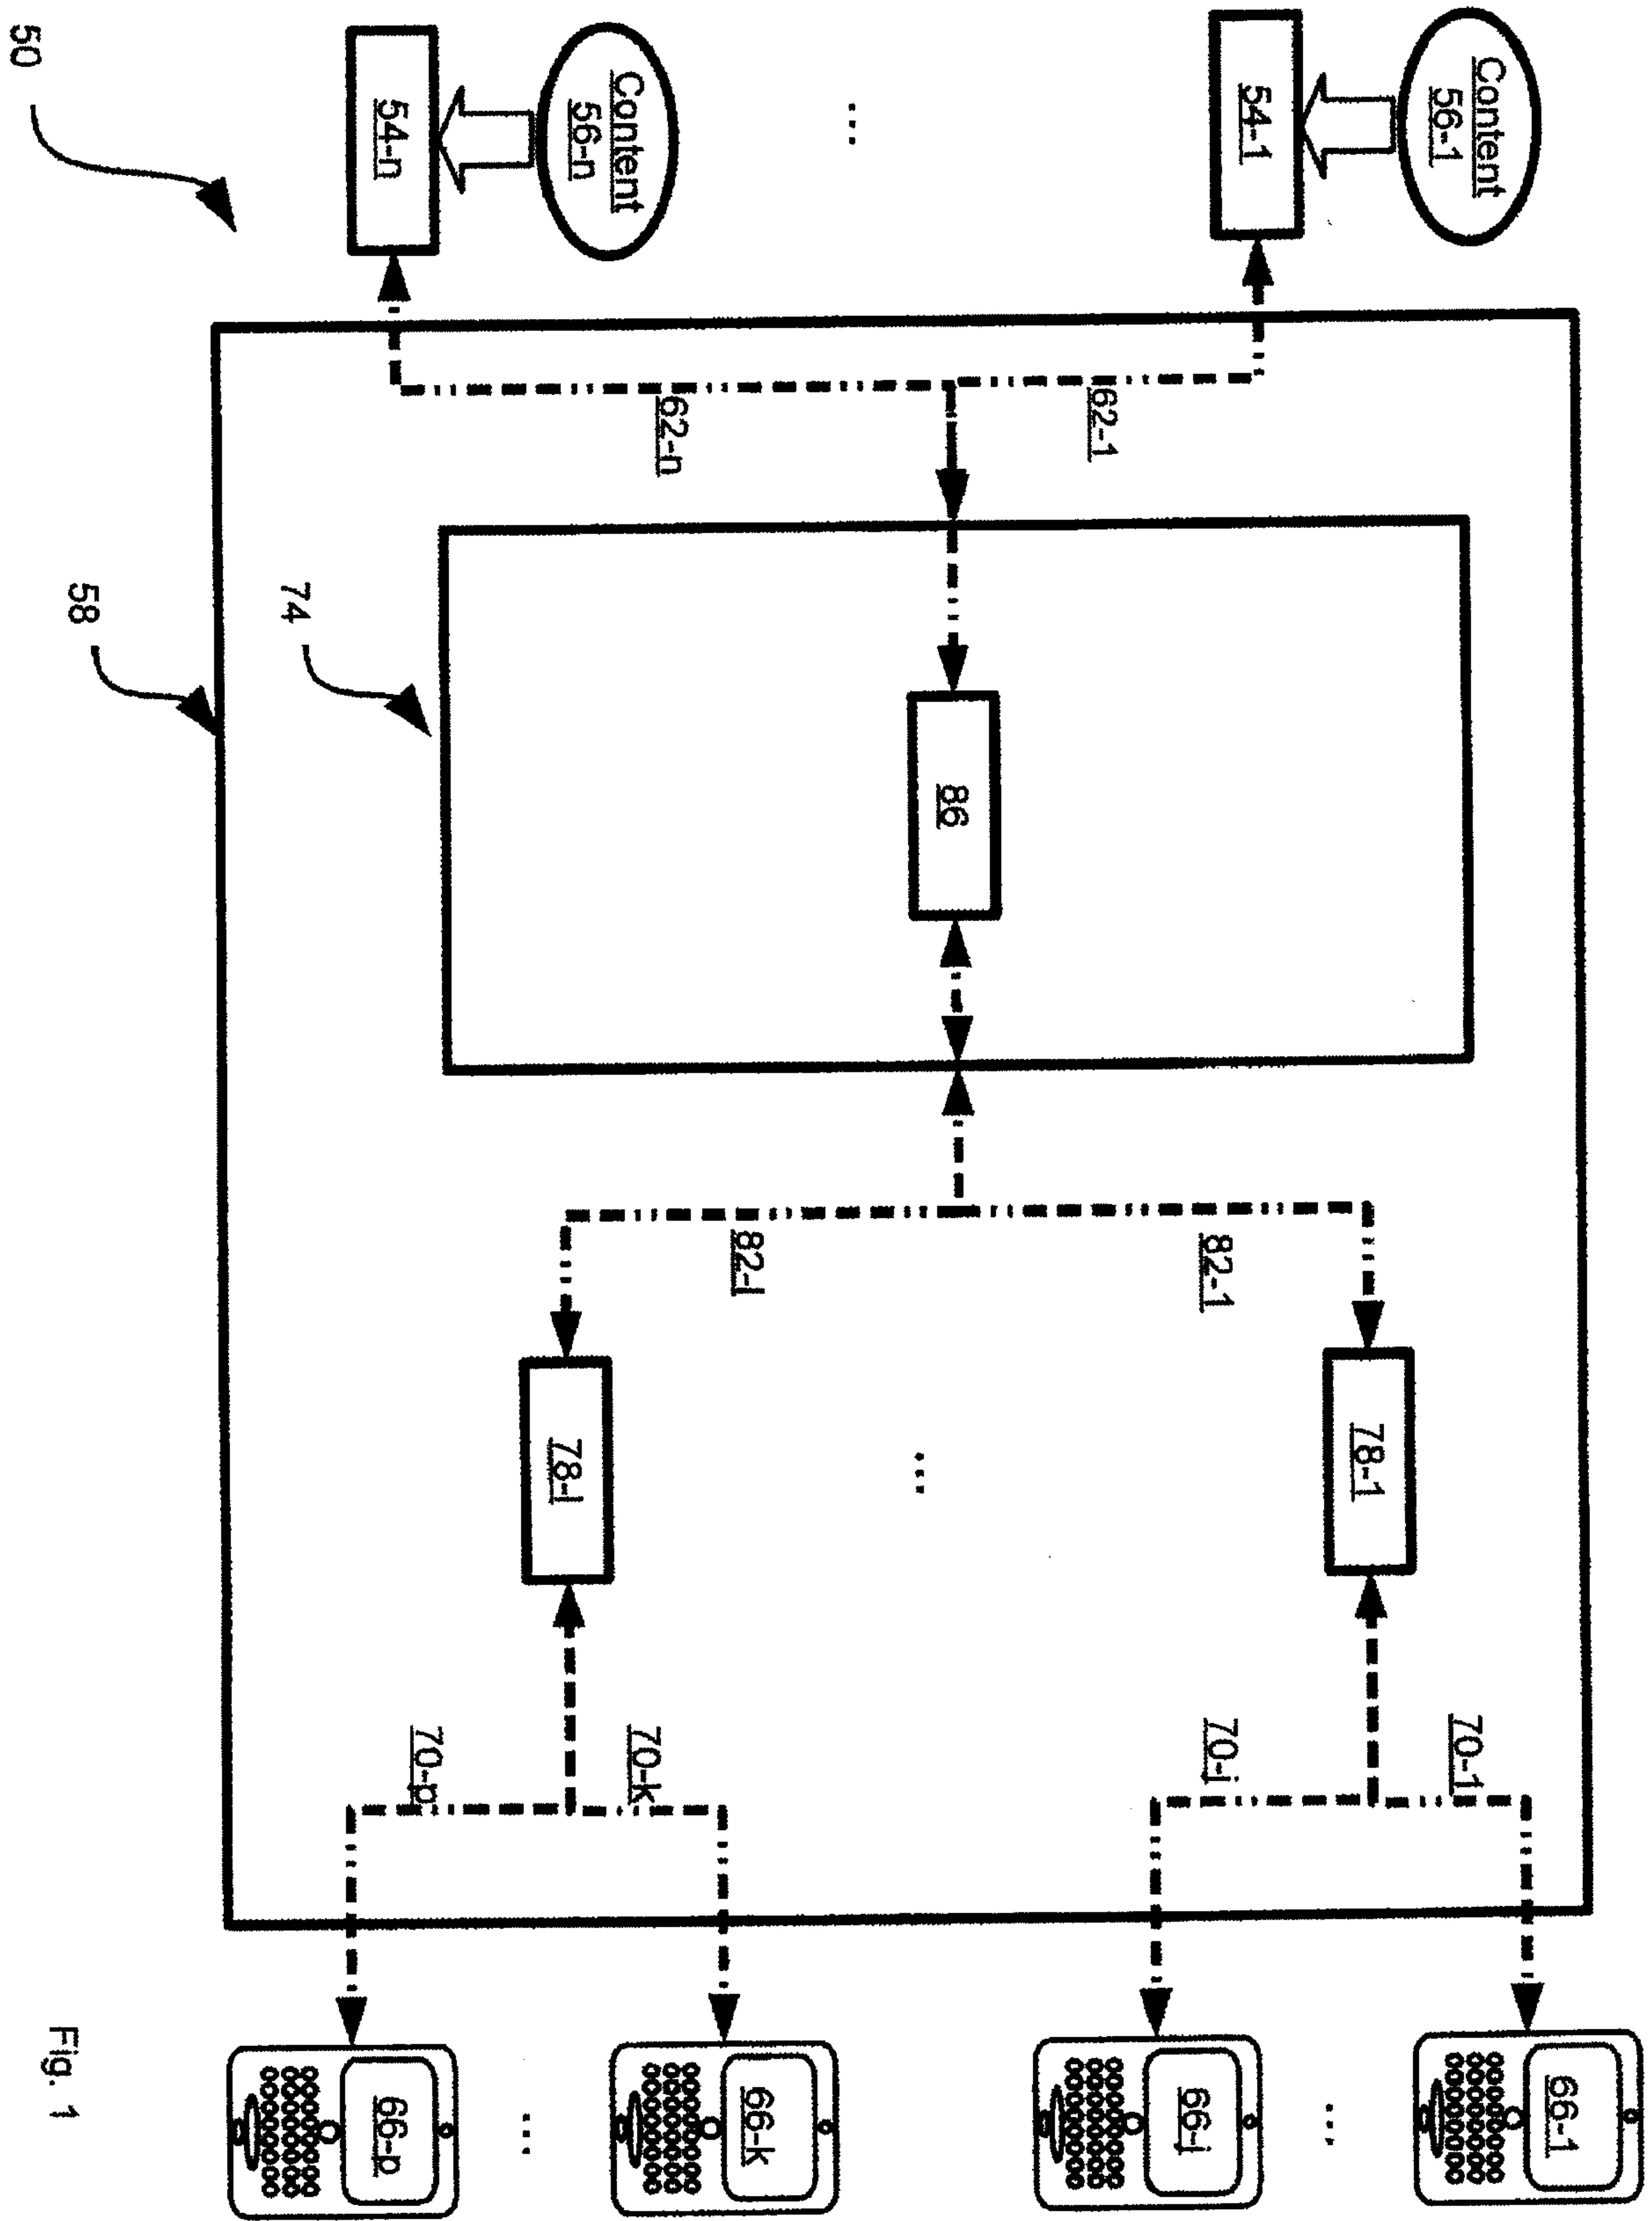 Content
56-1
54-1
...
Content
56-n
54-n
50
62-1
62-n
86
74
58
82-1
82-i
78-1
...
78-i
70-1
70-j
70-k
70-p
66-1
...
66-j
66-k
...
66-p
Fig. 1